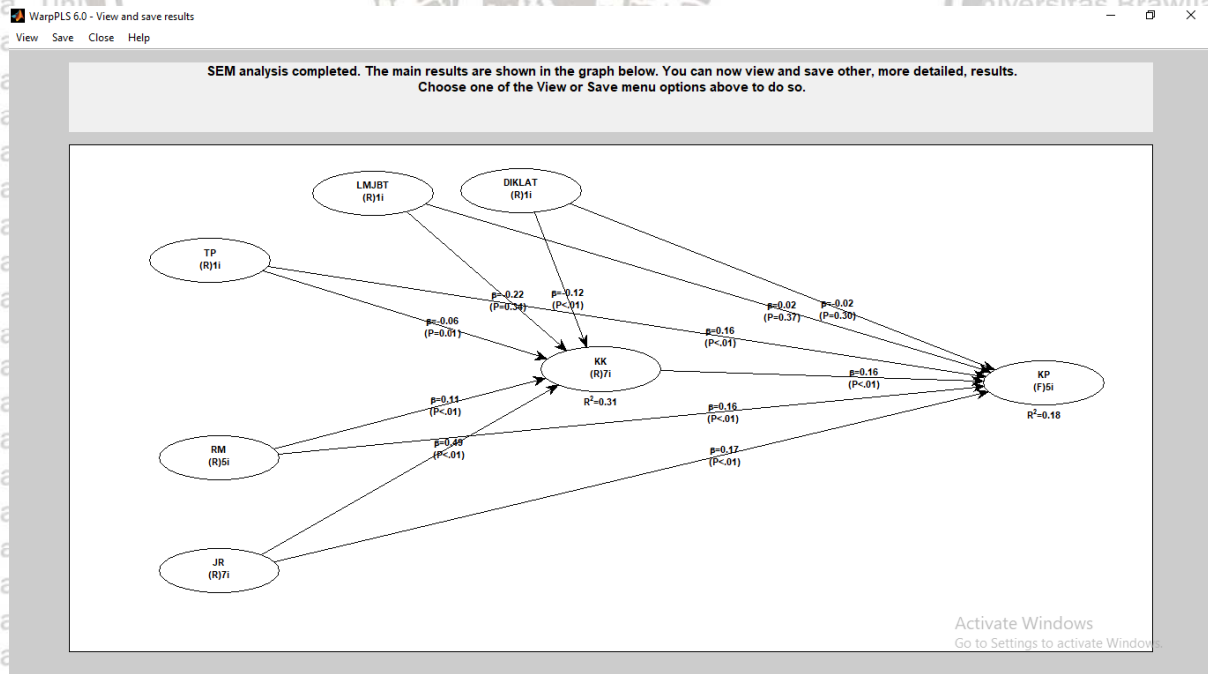 WarpPLS 6.0 - View and save results
View Save Close Help
SEM analysis completed. The main results are shown in the graph below. You can now view and save other, more detailed, results.
Choose one of the View or Save menu options above to do so.
LMJBT
(R)1i
DIKLAT
(R)1i
TP
(R)1i
β=-0.22
(P=0.34)
β=-0.12
(P<.01)
β=0.02
(P=0.37)
β=-0.02
(P=0.30)
β=-0.06
(P=0.01)
β=0.16
(P<.01)
KK
(R)7i
R²=0.31
β=0.16
(P<.01)
KP
(F)5i
R²=0.18
β=0.11
(P<.01)
β=0.16
(P<.01)
RM
(R)5i
β=0.49
(P<.01)
β=0.17
(P<.01)
JR
(R)7i
Activate Windows
Go to Settings to activate Windows.